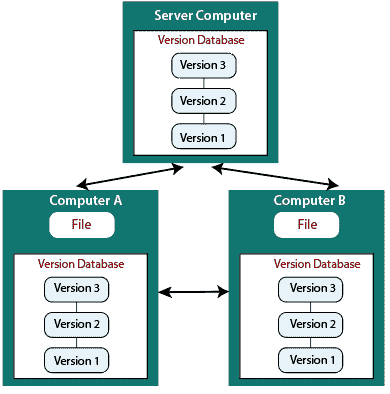 Server Computer
Version Database
Version 3
Version 2
Version 1
Computer A
File
Version Database
Version 3
Version 2
Version 1
Computer B
File
Version Database
Version 3
Version 2
Version 1